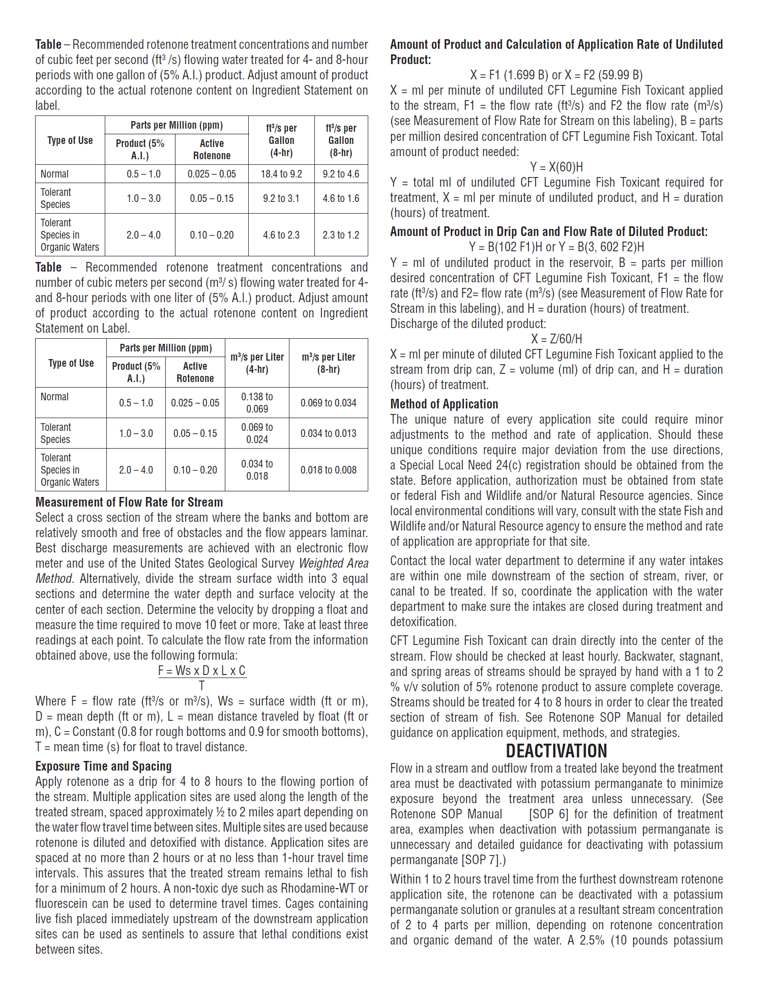 Table – Recommended rotenone treatment concentrations and number
of cubic feet per second (ft³ /s) flowing water treated for 4- and 8-hour
periods with one gallon of (5% A.I.) product. Adjust amount of product
according to the actual rotenone content on Ingredient Statement on
label.
Type of Use
Parts per Million (ppm)
Product (5%
A.I.)
Active
Rotenone
ft³/s per
Gallon
(4-hr)
ft³/s per
Gallon
(8-hr)
Normal
0.5 – 1.0
0.025 – 0.05
18.4 to 9.2
9.2 to 4.6
Tolerant
Species
1.0 – 3.0
0.05 – 0.15
9.2 to 3.1
4.6 to 1.6
Tolerant
Species in
Organic Waters
2.0 – 4.0
0.10 – 0.20
4.6 to 2.3
2.3 to 1.2
Table – Recommended rotenone treatment concentrations and
number of cubic meters per second (m³/ s) flowing water treated for 4-
and 8-hour periods with one liter of (5% A.I.) product. Adjust amount
of product according to the actual rotenone content on Ingredient
Statement on Label.
Type of Use
Parts per Million (ppm)
Product (5%
A.I.)
Active
Rotenone
m³/s per Liter
(4-hr)
m³/s per Liter
(8-hr)
Normal
0.5 – 1.0
0.025 – 0.05
0.138 to
0.069
0.069 to 0.034
Tolerant
Species
1.0 – 3.0
0.05 – 0.15
0.069 to
0.024
0.034 to 0.013
Tolerant
Species in
Organic Waters
2.0 – 4.0
0.10 – 0.20
0.034 to
0.018
0.018 to 0.008
Measurement of Flow Rate for Stream
Select a cross section of the stream where the banks and bottom are
relatively smooth and free of obstacles and the flow appears laminar.
Best discharge measurements are achieved with an electronic flow
meter and use of the United States Geological Survey Weighted Area
Method. Alternatively, divide the stream surface width into 3 equal
sections and determine the water depth and surface velocity at the
center of each section. Determine the velocity by dropping a float and
measure the time required to move 10 feet or more. Take at least three
readings at each point. To calculate the flow rate from the information
obtained above, use the following formula:
F = Ws x D x L x C
T
Where F = flow rate (ft³/s or m³/s), Ws = surface width (ft or m),
D = mean depth (ft or m), L = mean distance traveled by float (ft or
m), C = Constant (0.8 for rough bottoms and 0.9 for smooth bottoms),
T = mean time (s) for float to travel distance.
Exposure Time and Spacing
Apply rotenone as a drip for 4 to 8 hours to the flowing portion of
the stream. Multiple application sites are used along the length of the
treated stream, spaced approximately ½ to 2 miles apart depending on
the water flow travel time between sites. Multiple sites are used because
rotenone is diluted and detoxified with distance. Application sites are
spaced at no more than 2 hours or at no less than 1-hour travel time
intervals. This assures that the treated stream remains lethal to fish
for a minimum of 2 hours. A non-toxic dye such as Rhodamine-WT or
fluorescein can be used to determine travel times. Cages containing
live fish placed immediately upstream of the downstream application
sites can be used as sentinels to assure that lethal conditions exist
between sites.
Amount of Product and Calculation of Application Rate of Undiluted
Product:
X = F1 (1.699 B) or X = F2 (59.99 B)
X = ml per minute of undiluted CFT Legumine Fish Toxicant applied
to the stream, F1 = the flow rate (ft³/s) and F2 the flow rate (m³/s)
(see Measurement of Flow Rate for Stream on this labeling), B = parts
per million desired concentration of CFT Legumine Fish Toxicant. Total
amount of product needed:
Y = X(60)H
Y = total ml of undiluted CFT Legumine Fish Toxicant required for
treatment, X = ml per minute of undiluted product, and H = duration
(hours) of treatment.
Amount of Product in Drip Can and Flow Rate of Diluted Product:
Y = B(102 F1)H or Y = B(3, 602 F2)H
Y = ml of undiluted product in the reservoir, B = parts per million
desired concentration of CFT Legumine Fish Toxicant, F1 = the flow
rate (ft³/s) and F2= flow rate (m³/s) (see Measurement of Flow Rate for
Stream in this labeling), and H = duration (hours) of treatment.
Discharge of the diluted product:
X = Z/60/H
X = ml per minute of diluted CFT Legumine Fish Toxicant applied to the
stream from drip can, Z = volume (ml) of drip can, and H = duration
(hours) of treatment.
Method of Application
The unique nature of every application site could require minor
adjustments to the method and rate of application. Should these
unique conditions require major deviation from the use directions,
a Special Local Need 24(c) registration should be obtained from the
state. Before application, authorization must be obtained from state
or federal Fish and Wildlife and/or Natural Resource agencies. Since
local environmental conditions will vary, consult with the state Fish and
Wildlife and/or Natural Resource agency to ensure the method and rate
of application are appropriate for that site.
Contact the local water department to determine if any water intakes
are within one mile downstream of the section of stream, river, or
canal to be treated. If so, coordinate the application with the water
department to make sure the intakes are closed during treatment and
detoxification.
CFT Legumine Fish Toxicant can drain directly into the center of the
stream. Flow should be checked at least hourly. Backwater, stagnant,
and spring areas of streams should be sprayed by hand with a 1 to 2
% v/v solution of 5% rotenone product to assure complete coverage.
Streams should be treated for 4 to 8 hours in order to clear the treated
section of stream of fish. See Rotenone SOP Manual for detailed
guidance on application equipment, methods, and strategies.
DEACTIVATION
Flow in a stream and outflow from a treated lake beyond the treatment
area must be deactivated with potassium permanganate to minimize
exposure beyond the treatment area unless unnecessary. (See
Rotenone SOP Manual [SOP 6] for the definition of treatment
area, examples when deactivation with potassium permanganate is
unnecessary and detailed guidance for deactivating with potassium
permanganate [SOP 7].)
Within 1 to 2 hours travel time from the furthest downstream rotenone
application site, the rotenone can be deactivated with a potassium
permanganate solution or granules at a resultant stream concentration
of 2 to 4 parts per million, depending on rotenone concentration
and organic demand of the water. A 2.5% (10 pounds potassium